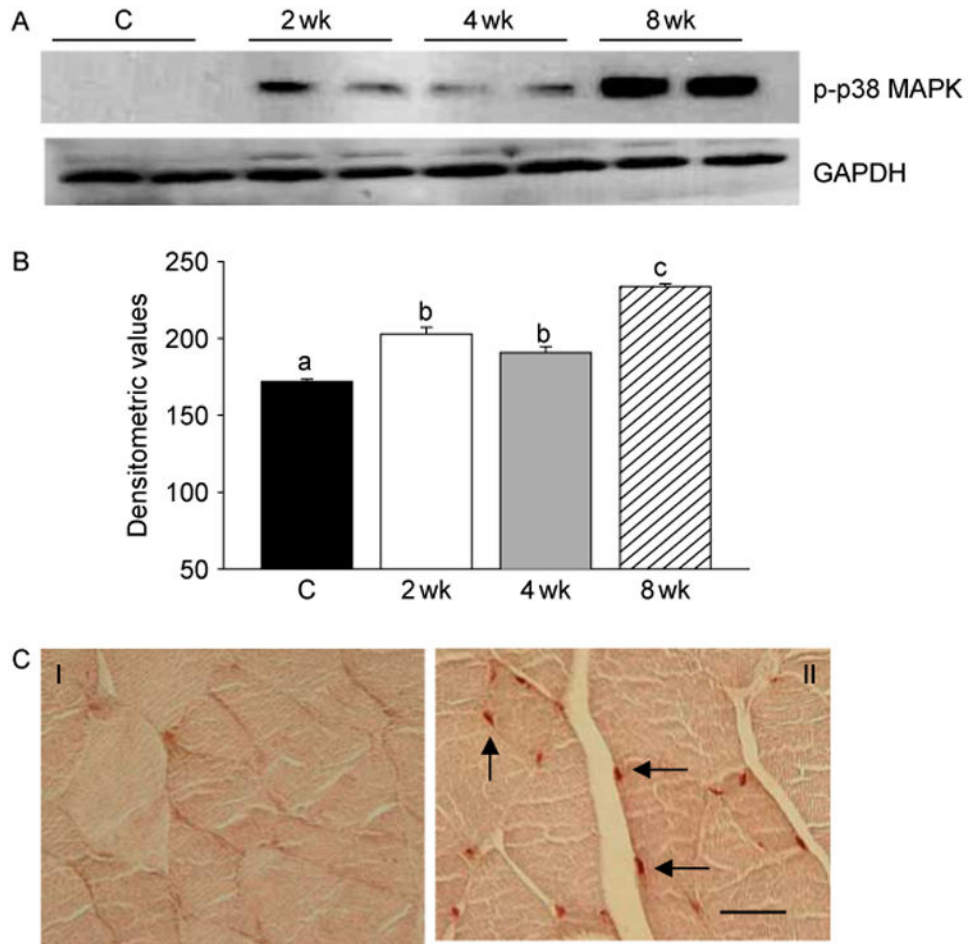 A
C 2 wk 4 wk 8 wk
p-p38 MAPK
GAPDH
B
Densitometric values
250
200
150
100
50
a
b
b
c
C 2 wk 4 wk 8 wk
C
I
II